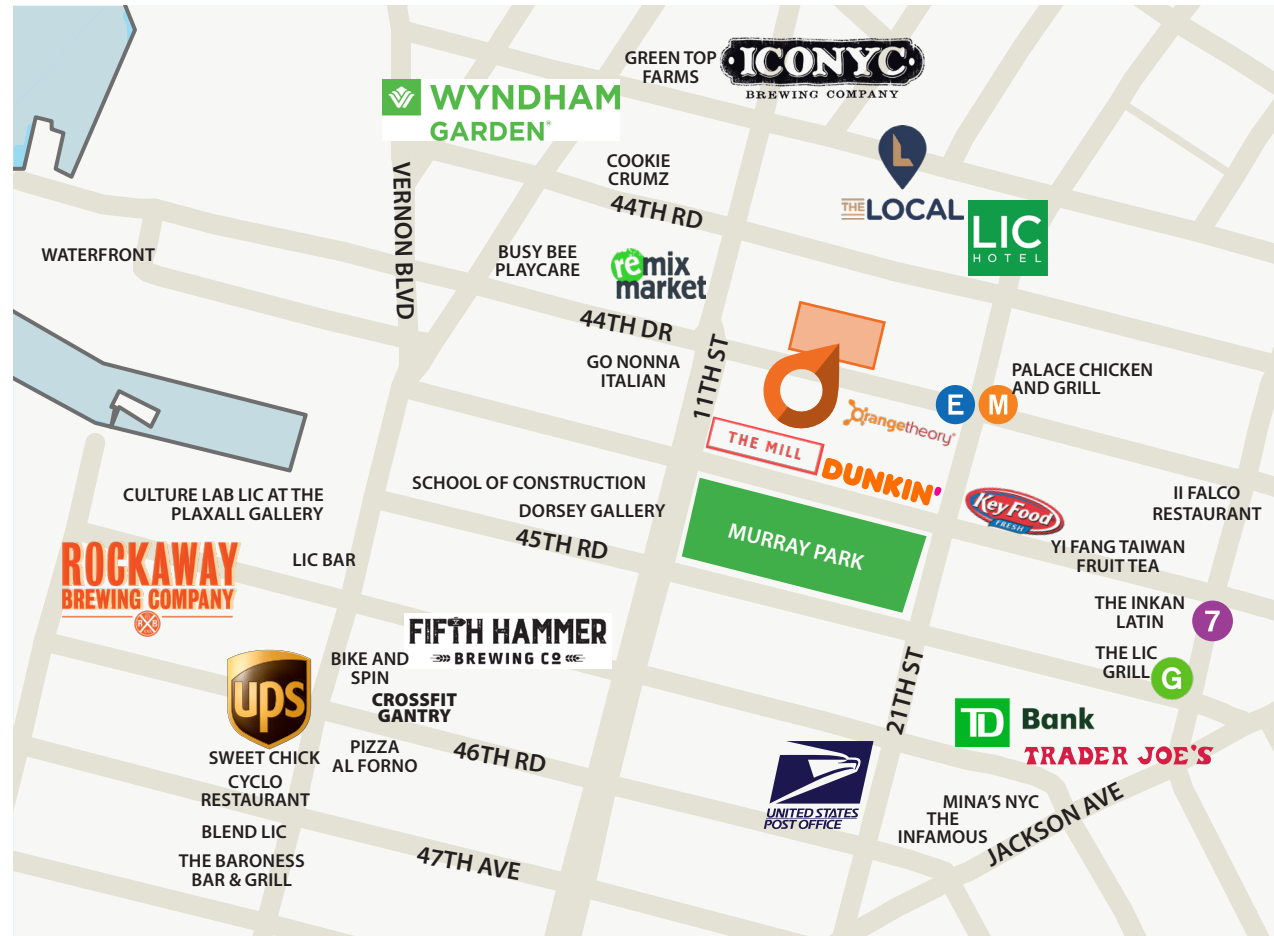 GREEN TOP
FARMS
ICONYC
BREWING COMPANY
WYNDHAM
GARDEN®
COOKIE
CRUMZ
VERNON BLVD
44TH RD
L
THE LOCAL
LIC
HOTEL
WATERFRONT
BUSY BEE
PLAYCARE
remix
market
44TH DR
GO NONNA
ITALIAN
11TH ST
PALACE CHICKEN
AND GRILL
E
M
Orangetheory®
THE MILL
DUNKIN'
SCHOOL OF CONSTRUCTION
DORSEY GALLERY
45TH RD
MURRAY PARK
Key Food
FRESH
II FALCO
RESTAURANT
CULTURE LAB LIC AT THE
PLAXALL GALLERY
YI FANG TAIWAN
FRUIT TEA
ROCKAWAY
BREWING COMPANY
R B
LIC BAR
THE INKAN
LATIN
7
FIFTH HAMMER
BREWING CO
BIKE AND
SPIN
CROSSFIT
GANTRY
THE LIC
GRILL
G
21TH ST
ups
TD Bank
TRADER JOE'S
SWEET CHICK
PIZZA
AL FORNO
46TH RD
CYCLO
RESTAURANT
UNITED STATES
POST OFFICE
MINA'S NYC
THE
INFAMOUS
JACKSON AVE
BLEND LIC
THE BARONESS
BAR & GRILL
47TH AVE